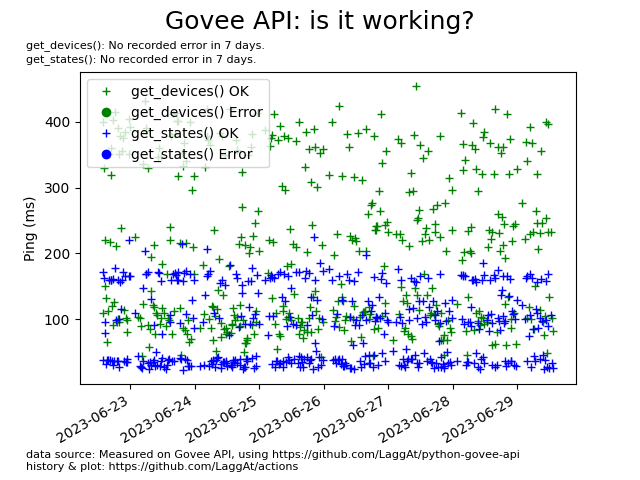 Govee API: is it working?
get_devices(): No recorded error in 7 days.
get_states(): No recorded error in 7 days.
get_devices() OK
get_devices() Error
get_states() OK
get_states() Error
Ping (ms)
400
300
200
100
2023-06-23
2023-06-24
2023-06-25
2023-06-26
2023-06-27
2023-06-28
2023-06-29
data source: Measured on Govee API, using https://github.com/LaggAt/python-govee-api
history & plot: https://github.com/LaggAt/actions